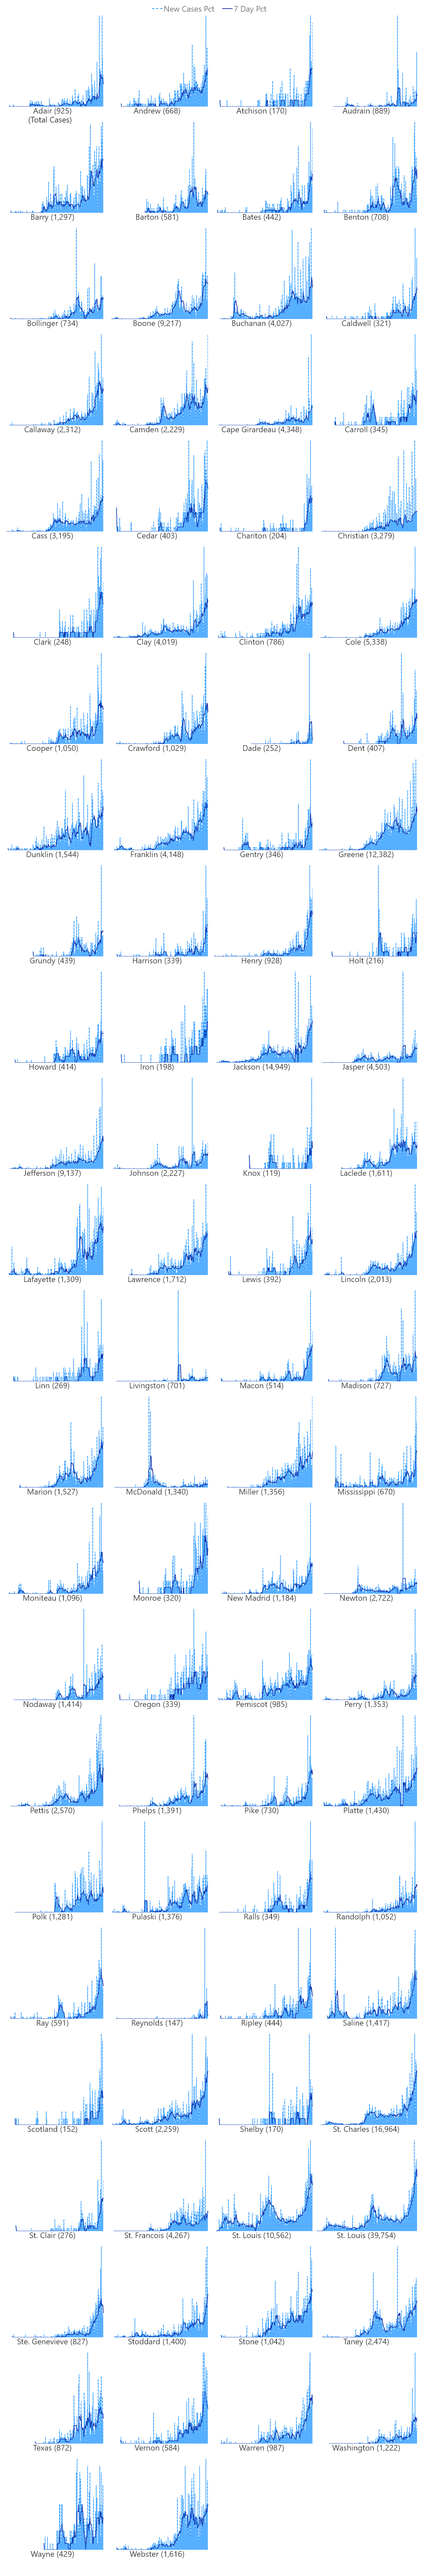 New Cases Pct 7 Day Pct
Adair (925) Andrew (668) Atchison (170) Audrain (889)
(Total Cases)
Barry (1,297) Barton (581) Bates (442) Benton (708)
Bollinger (734) Boone (9,217) Buchanan (4,027) Caldwell (321)
Callaway (2,312) Camden (2,229) Cape Girardeau (4,348) Carroll (345)
Cass (3,195) Cedar (403) Chariton (204) Christian (3,279)
Clark (248) Clay (4,019) Clinton (786) Cole (5,338)
Cooper (1,050) Crawford (1,029) Dade (252) Dent (407)
Dunklin (1,544) Franklin (4,148) Gentry (346) Greene (12,382)
Grundy (439) Harrison (339) Henry (928) Holt (216)
Howard (414) Iron (198) Jackson (14,949) Jasper (4,503)
Jefferson (9,137) Johnson (2,227) Knox (119) Laclede (1,611)
Lafayette (1,309) Lawrence (1,712) Lewis (392) Lincoln (2,013)
Linn (269) Livingston (701) Macon (514) Madison (727)
Marion (1,527) McDonald (1,340) Miller (1,356) Mississippi (670)
Moniteau (1,096) Monroe (320) New Madrid (1,184) Newton (2,722)
Nodaway (1,414) Oregon (339) Pemiscot (985) Perry (1,353)
Pettis (2,570) Phelps (1,391) Pike (730) Platte (1,430)
Polk (1,281) Pulaski (1,376) Ralls (349) Randolph (1,052)
Ray (591) Reynolds (147) Ripley (444) Saline (1,417)
Scotland (152) Scott (2,259) Shelby (170) St. Charles (16,964)
St. Clair (276) St. Francois (4,267) St. Louis (10,562) St. Louis (39,754)
Ste. Genevieve (827) Stoddard (1,400) Stone (1,042) Taney (2,474)
Texas (872) Vernon (584) Warren (987) Washington (1,222)
Wayne (429) Webster (1,616)